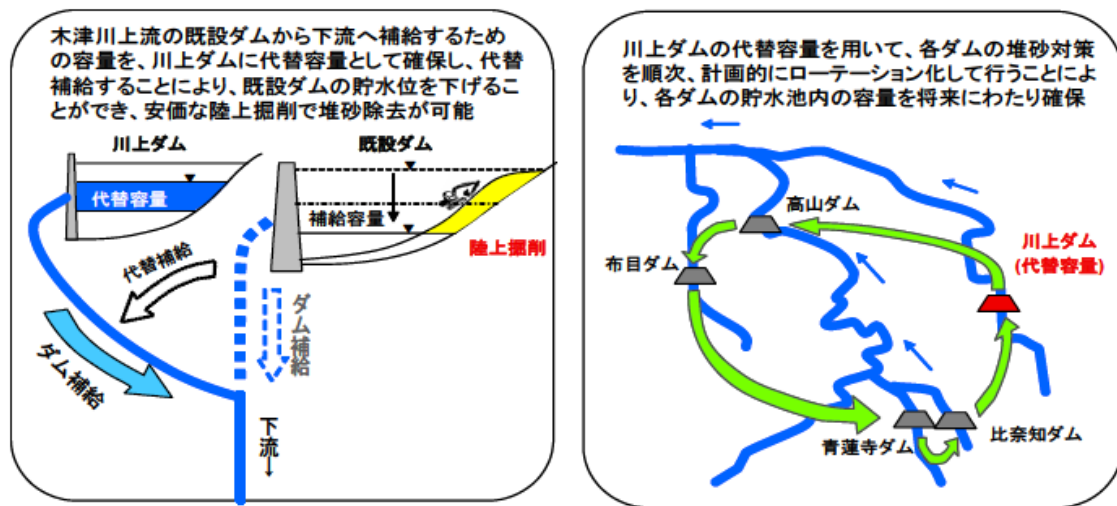 木津川上流の既設ダムから下流へ補給するため
の容量を、川上ダムに代替容量として確保し、代替
補給することにより、既設ダムの貯水位を下げるこ
とができ、安価な陸上掘削で堆砂除去が可能
川上ダム
既設ダム
代替容量
補給容量
陸上掘削
代替補給
ダム補給
ダム補給
下流→
川上ダムの代替容量を用いて、各ダムの堆砂対策
を順次、計画的にローテーション化して行うことによ
り、各ダムの貯水池内の容量を将来にわたり確保
高山ダム
川上ダム
(代替容量)
布目ダム
青蓮寺ダム
比奈知ダム